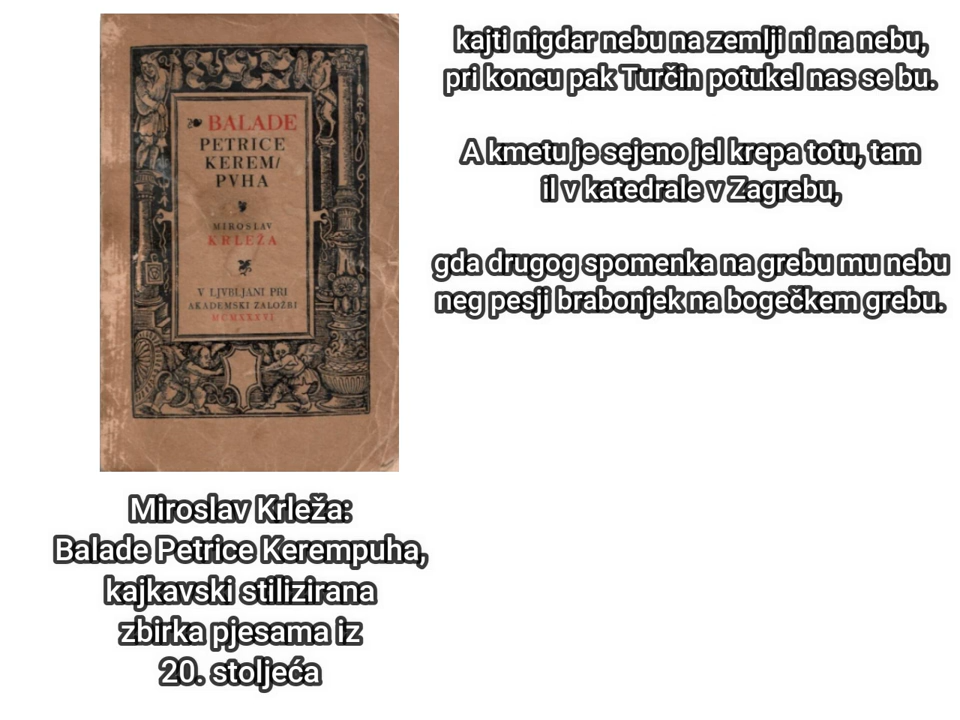 BALADE
PETRICE
KEREM/
PVHA
MIROSLAV
KRLEŽA
V LJVBLJANI PRI
AKADEMSKI ZALOŽBI
MCMXXXVI
Miroslav Krleža:
Balade Petrice Kerempuha,
kajkavski stilizirana
zbirka pjesama iz
20. stoljeća
kajti nigdar nebu na zemlji ni na nebu,
pri koncu pak Turčin potukel nas se bu.
A kmetu je sejeno jel krepa totu, tam
il v katedrale v Zagrebu,
gda drugog spomenka na grebu mu nebu
neg pesji brabonjek na bogečkem grebu.